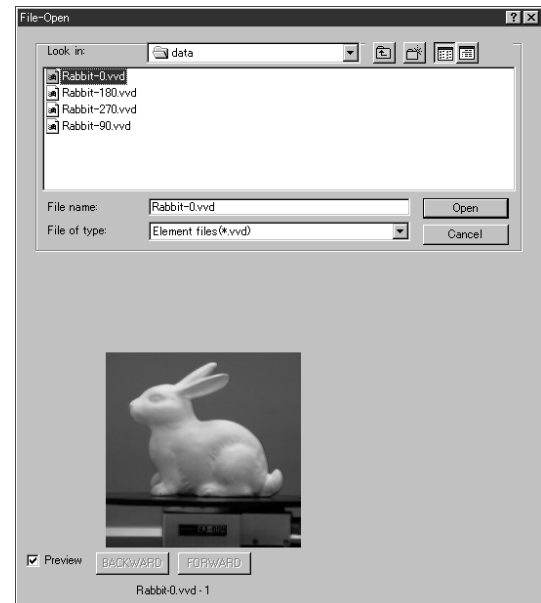 File-Open
Look in:
data
Rabbit-0.vvd
Rabbit-180.vvd
Rabbit-270.vvd
Rabbit-90.vvd
File name:
Rabbit-0.vvd
Open
File of type:
Element files(*.vvd)
Cancel
Preview
BACKWARD
FORWARD
Rabbit-0.vvd - 1